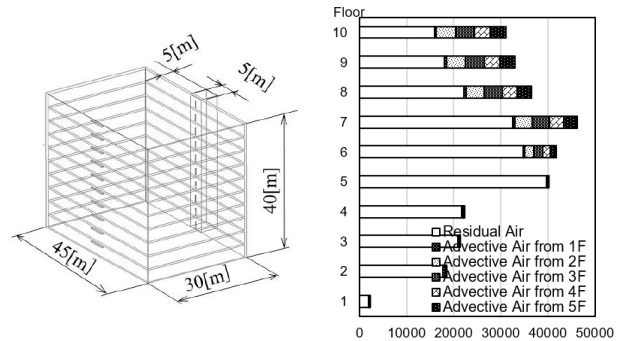 5[m]
5[m]
40[m]
45[m]
30[m]
Floor
10
9
8
7
6
5
4
3
2
1
Residual Air
Advective Air from 1F
Advective Air from 2F
Advective Air from 3F
Advective Air from 4F
Advective Air from 5F
0 10000 20000 30000 40000 50000